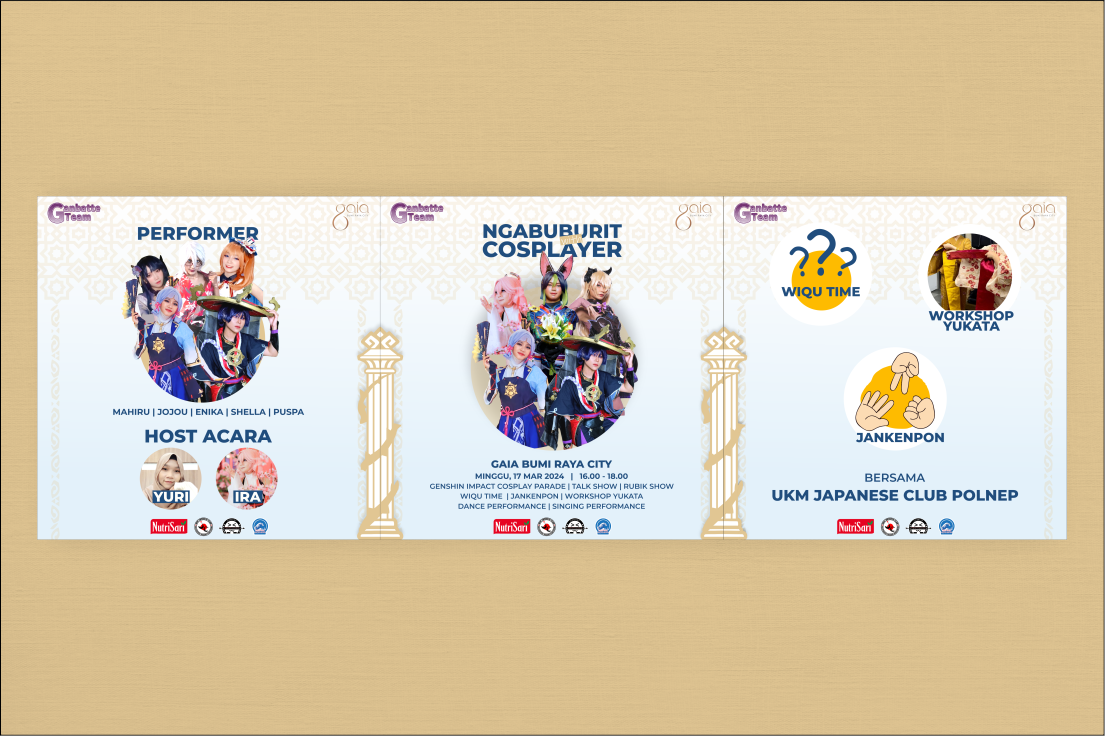 Ganbatte
Team
gaia
PERFORMER
MAHIRU | JOJOU | ENIKA | SHELLA | PUSPA
HOST ACARA
YURI
IRA
NutriSari
Ganbatte
Team
gaia
NGABUBURIT
COSPLAYER
GAIA BUMI RAYA CITY
MINGGU, 17 MAR 2024 | 16.00 - 18.00
GENSHIN IMPACT COSPLAY PARADE | TALK SHOW | RUBIK SHOW
WIQU TIME | JANKENPON | WORKSHOP YUKATA
DANCE PERFORMANCE | SINGING PERFORMANCE
NutriSari
Ganbatte
Team
gaia
???
WIQU TIME
WORKSHOP
YUKATA
JANKENPON
BERSAMA
UKM JAPANESE CLUB POLNEP
NutriSari